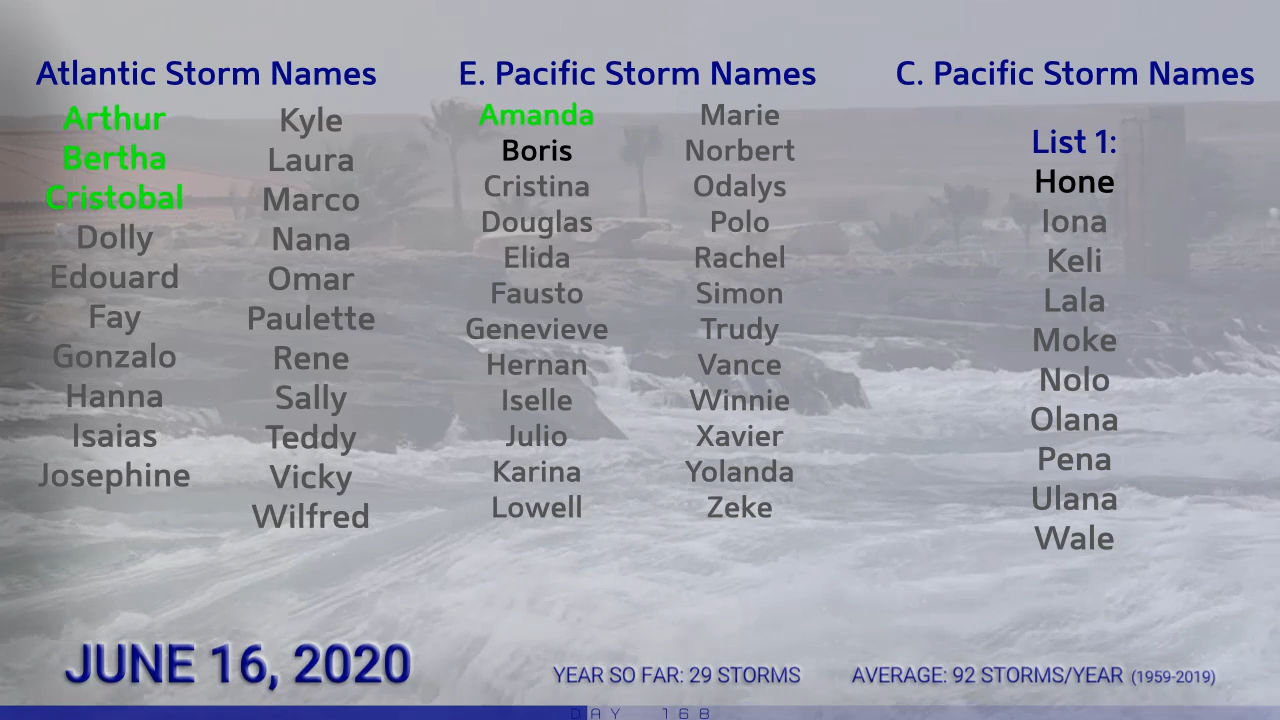 Atlantic Storm Names
Arthur
Bertha
Cristobal
Dolly
Edouard
Fay
Gonzalo
Hanna
Isaias
Josephine
Kyle
Laura
Marco
Nana
Omar
Paulette
Rene
Sally
Teddy
Vicky
Wilfred
E. Pacific Storm Names
Amanda
Boris
Cristina
Douglas
Elida
Fausto
Genevieve
Hernan
Iselle
Julio
Karina
Lowell
Marie
Norbert
Odalys
Polo
Rachel
Simon
Trudy
Vance
Winnie
Xavier
Yolanda
Zeke
C. Pacific Storm Names
List 1:
Hone
Iona
Keli
Lala
Moke
Nolo
Olana
Pena
Ulana
Wale
JUNE 16, 2020
YEAR SO FAR: 29 STORMS
AVERAGE: 92 STORMS/YEAR (1959-2019)
DAY 168